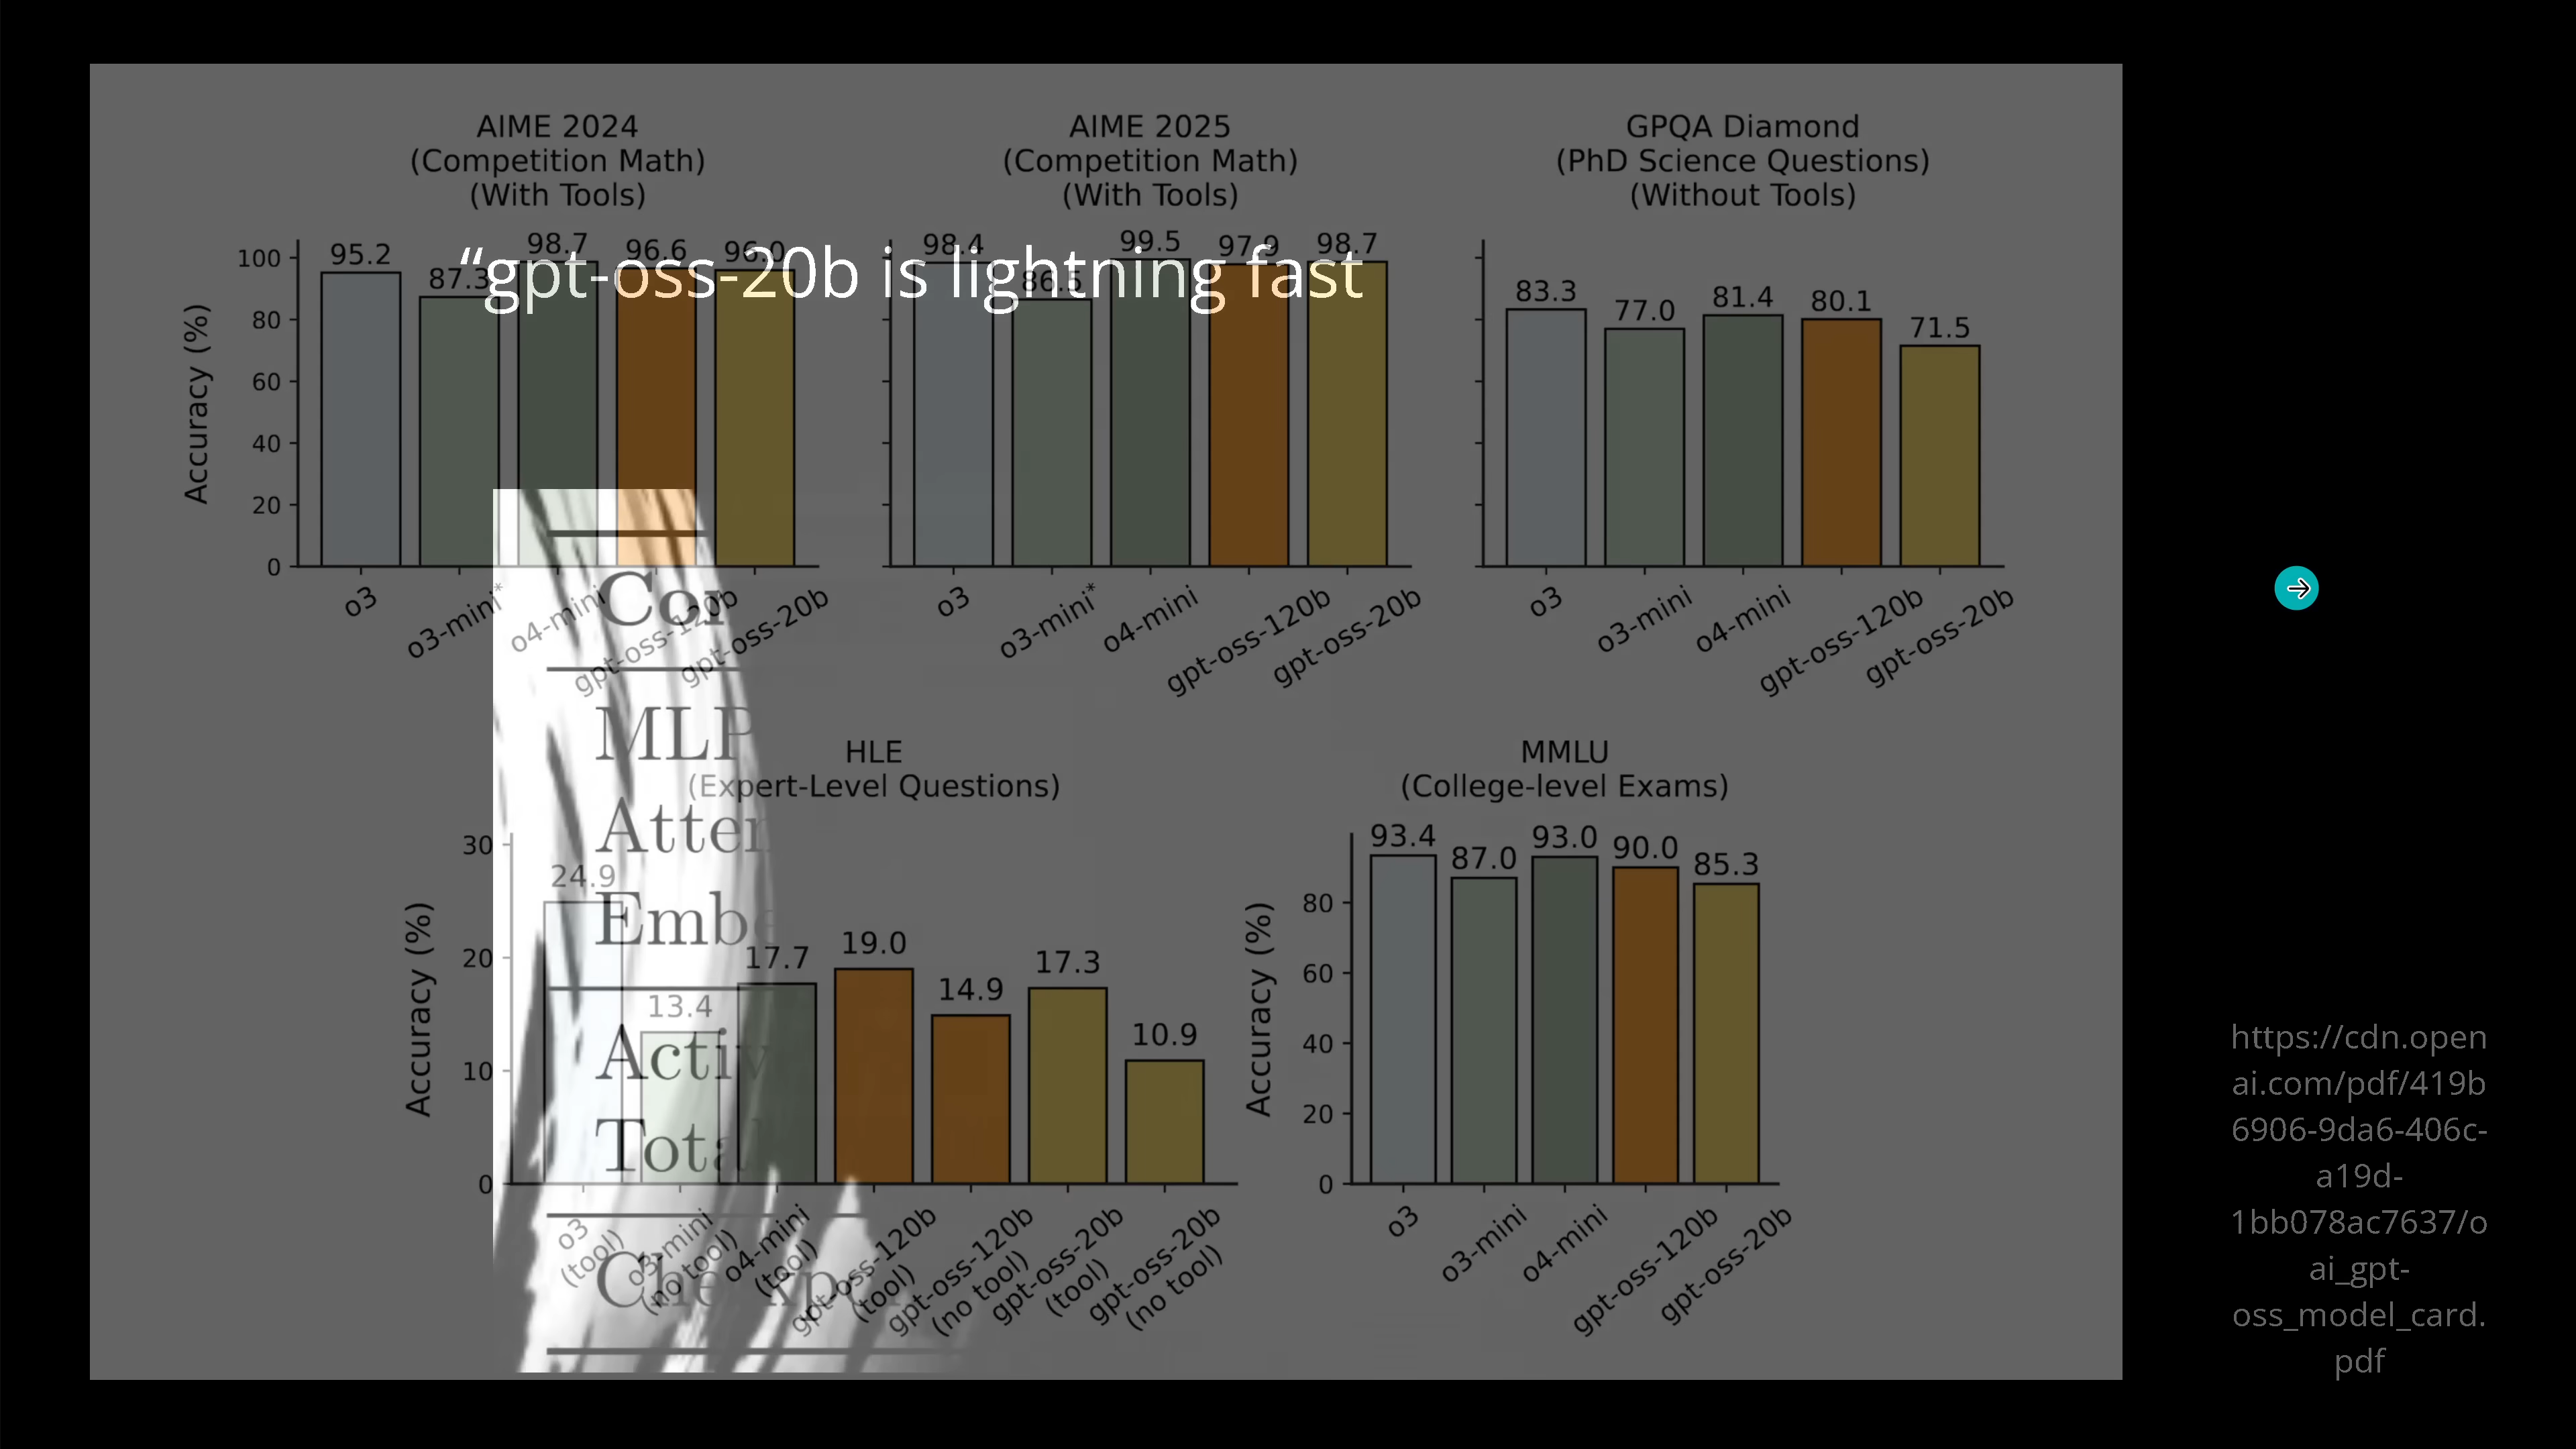 AIME 2024
(Competition Math)
(With Tools)
AIME 2025
(Competition Math)
(With Tools)
GPQA Diamond
(PhD Science Questions)
(Without Tools)
“gpt-oss-20b is lightning fast
Accuracy (%)
100
80
60
40
20
0
95.2
87.3
98.7
96.6
96.0
o3
o3-mini*
o4-mini
gpt-oss-120b
gpt-oss-20b
98.4
86.5
99.5
97.9
98.7
o3
o3-mini*
o4-mini
gpt-oss-120b
gpt-oss-20b
83.3
77.0
81.4
80.1
71.5
o3
o3-mini
o4-mini
gpt-oss-120b
gpt-oss-20b
HLE
(Expert-Level Questions)
Accuracy (%)
30
20
10
0
24.9
13.4
17.7
19.0
14.9
17.3
10.9
o3
(tool)
o3-mini
(no tool)
o4-mini
(tool)
gpt-oss-120b
(tool)
gpt-oss-120b
(no tool)
gpt-oss-20b
(tool)
gpt-oss-20b
(no tool)
MMLU
(College-level Exams)
Accuracy (%)
80
60
40
20
0
93.4
87.0
93.0
90.0
85.3
o3
o3-mini
o4-mini
gpt-oss-120b
gpt-oss-20b
MLP
https://cdn.open
ai.com/pdf/419b
6906-9da6-406c-
a19d-
1bb078ac7637/o
ai_gpt-
oss_model_card.
pdf